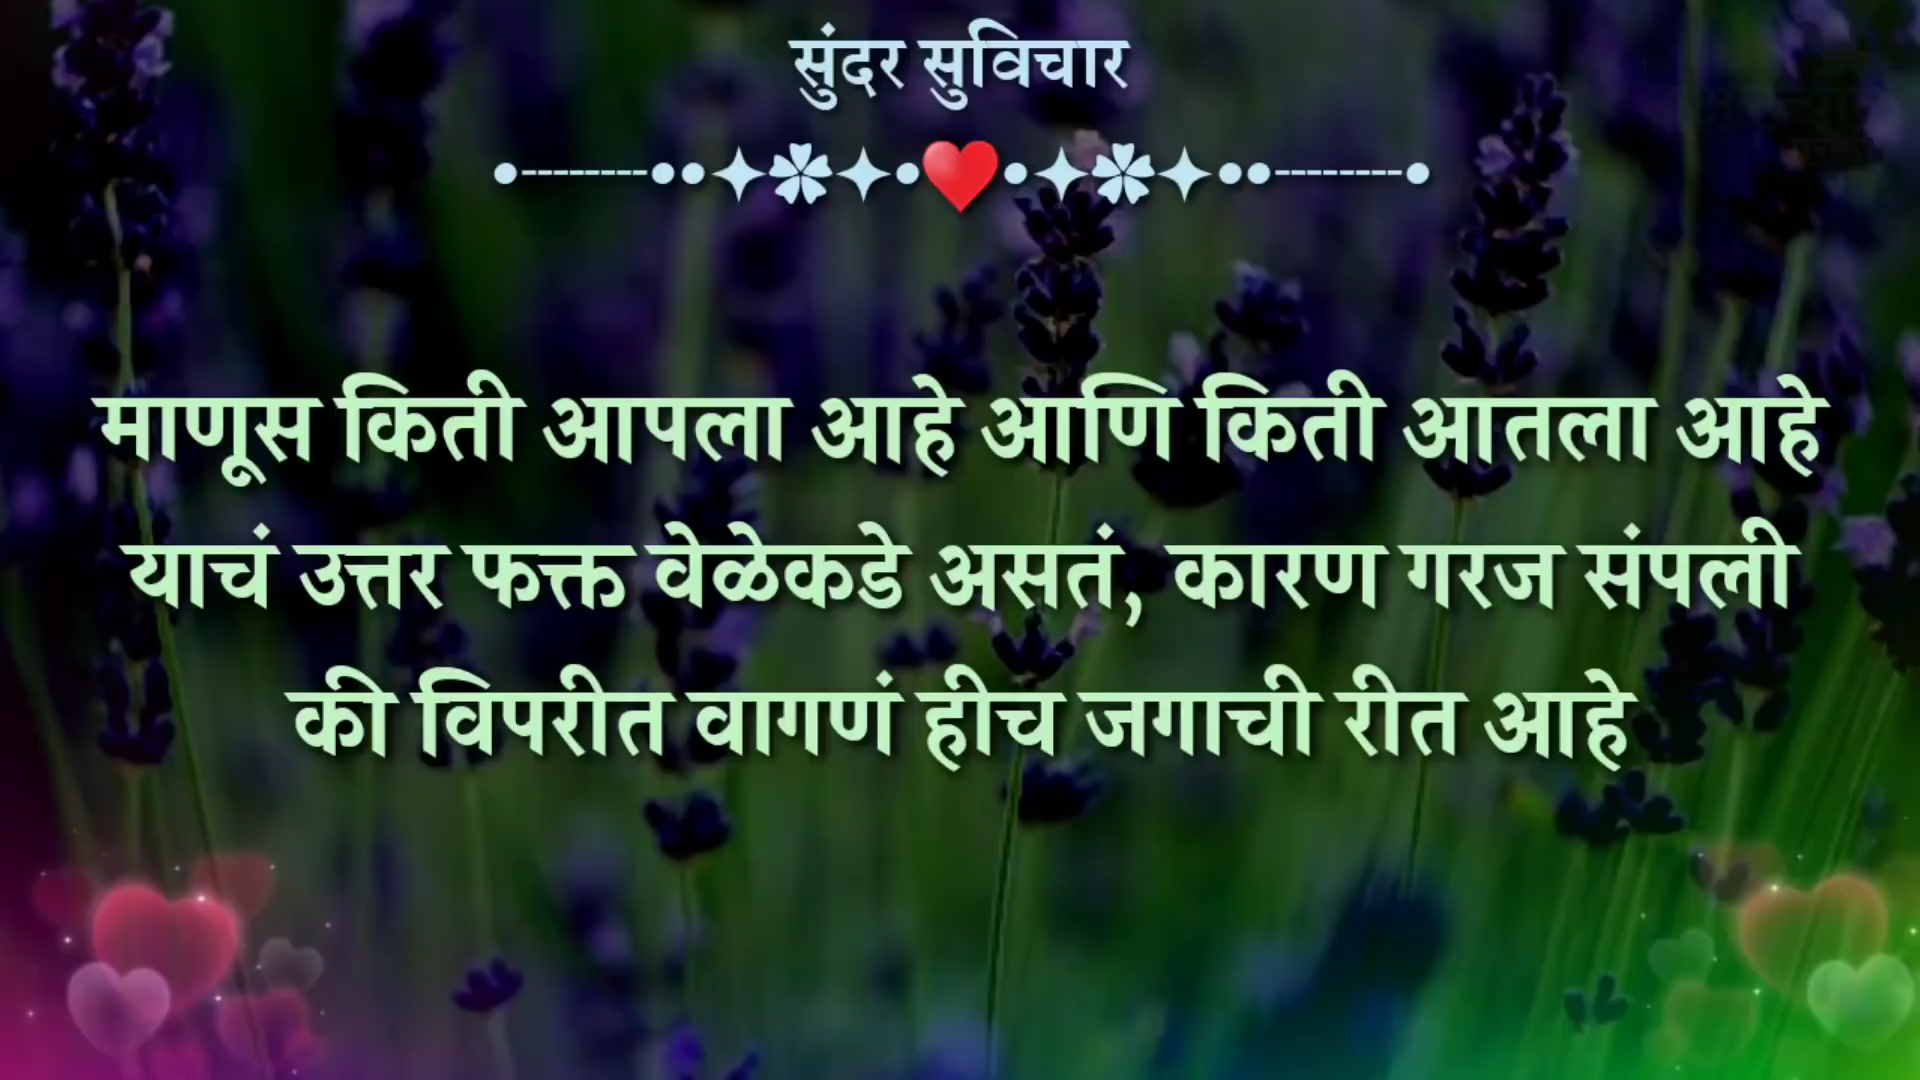 सुंदर सुविचार
●-------●●✦✿✦●❤●✦✿✦●●-------●
माणूस किती आपला आहे आणि किती आतला आहे
याचं उत्तर फक्त वेळेकडे असतं, कारण गरज संपली
की विपरीत वागणं हीच जगाची रीत आहे